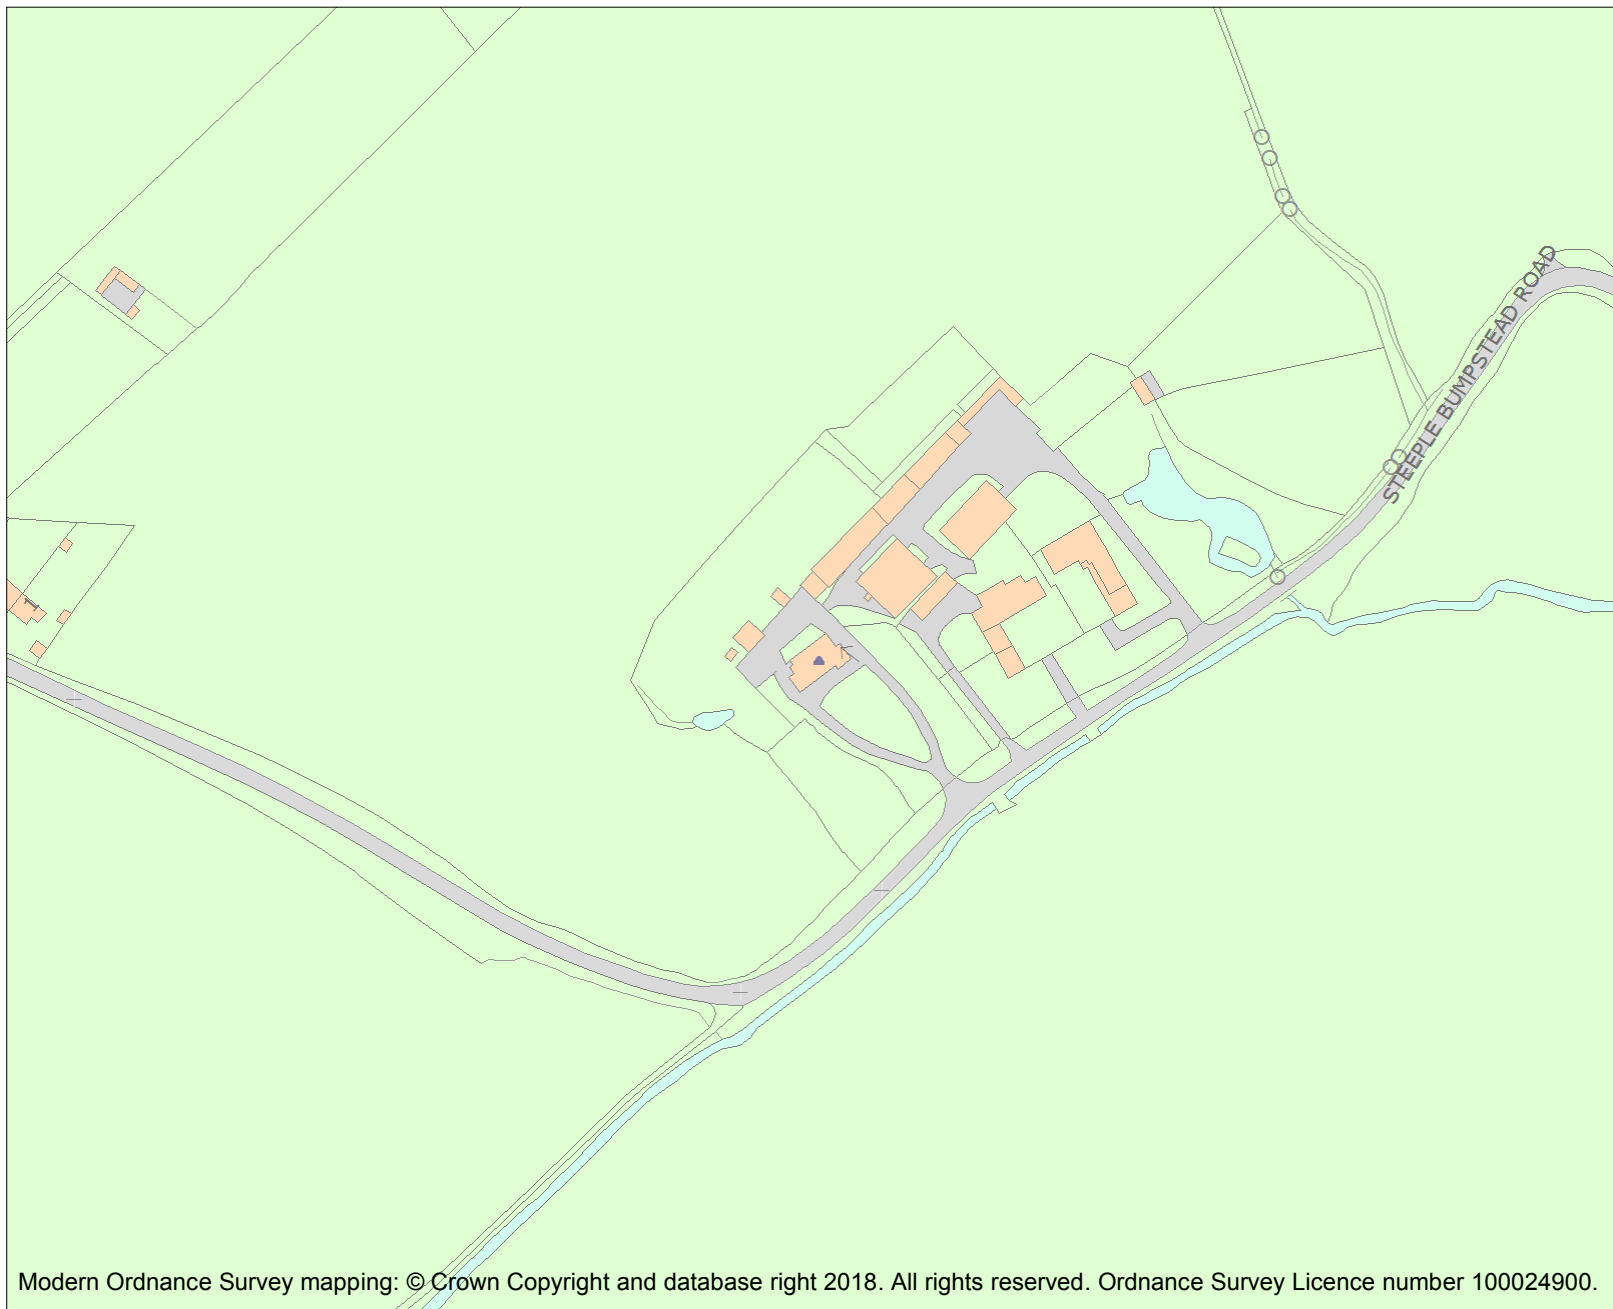 STEEPLE BUMPSTEAD ROAD
1
Modern Ordnance Survey mapping: © Crown Copyright and database right 2018. All rights reserved. Ordnance Survey Licence number 100024900.